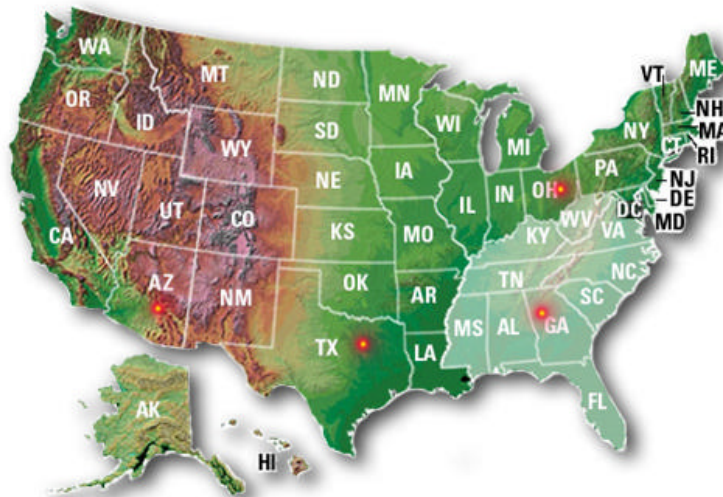 WA
MT
ND
MN
VT
ME
OR
ID
SD
WI
MI
NY
NH
MA
RI
CT
WY
IA
PA
NJ
DE
MD
DC
NV
UT
CO
NE
IL
IN
OH
WV
VA
CA
KS
MO
KY
NC
AZ
NM
OK
AR
TN
SC
TX
LA
MS
AL
GA
FL
AK
HI